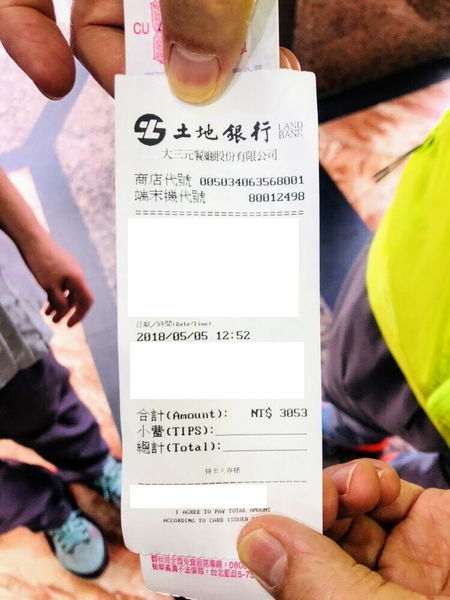 CU
土地銀行 LAND BANK
大三元餐廳股份有限公司
商店代號 005034063568001
端末機代號 80012498
日期／時間(Date/Time)
2018/05/05 12:52
合計(Amount): NT$ 3053
小費(TIPS):
總計(Total):
持卡人存根
I AGREE TO PAY TOTAL AMOUNT
ACCORDING TO CARD ISSUER